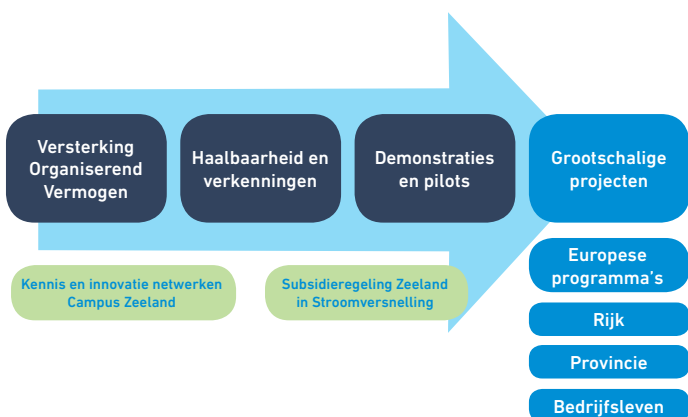 Versterking
Organiserend
Vermogen
Haalbaarheid en
verkenningen
Demonstraties
en pilots
Grootschalige
projecten
Kennis en innovatie netwerken
Campus Zeeland
Subsidieregeling Zeeland
in Stroomversnelling
Europese
programma's
Rijk
Provincie
Bedrijfsleven